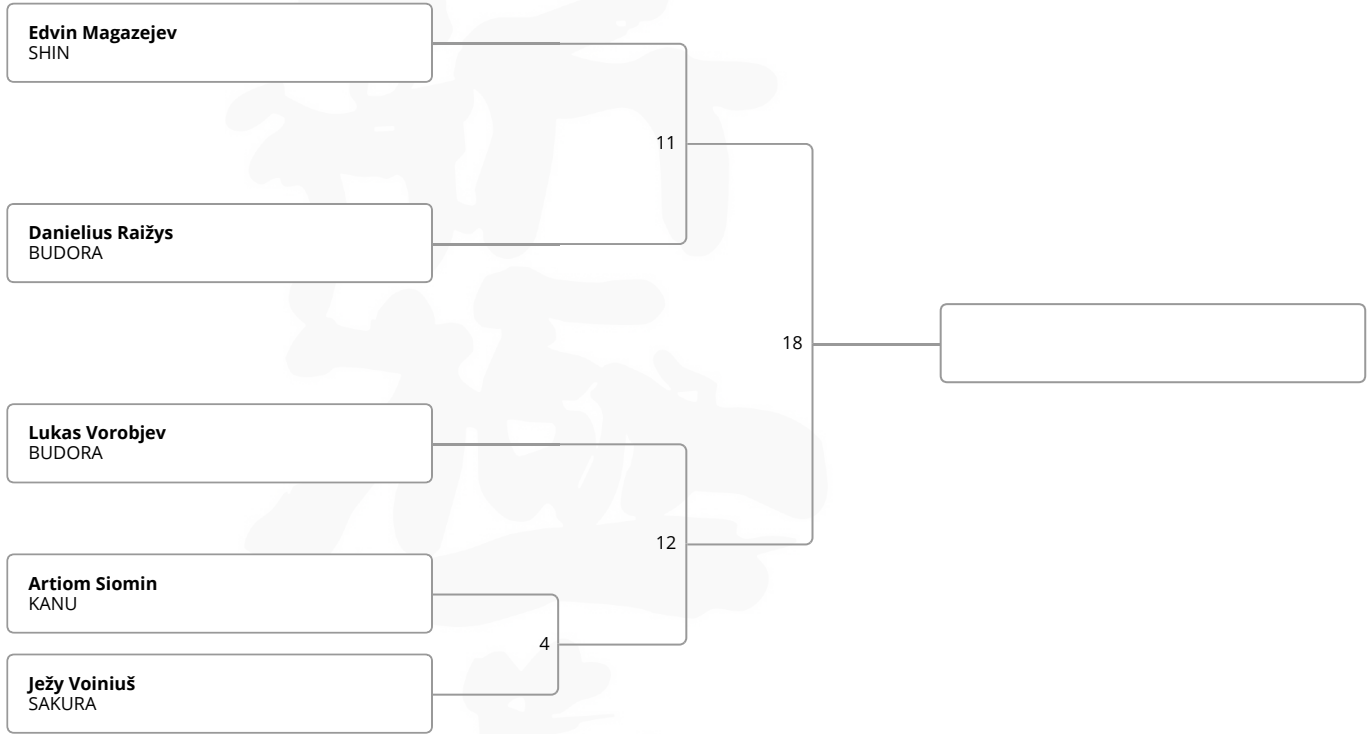 Edvin Magazejev
SHIN
11
Danielius Raižys
BUDORA
18
Lukas Vorobjev
BUDORA
12
Artiom Siomin
KANU
4
Ježy Voiniuš
SAKURA